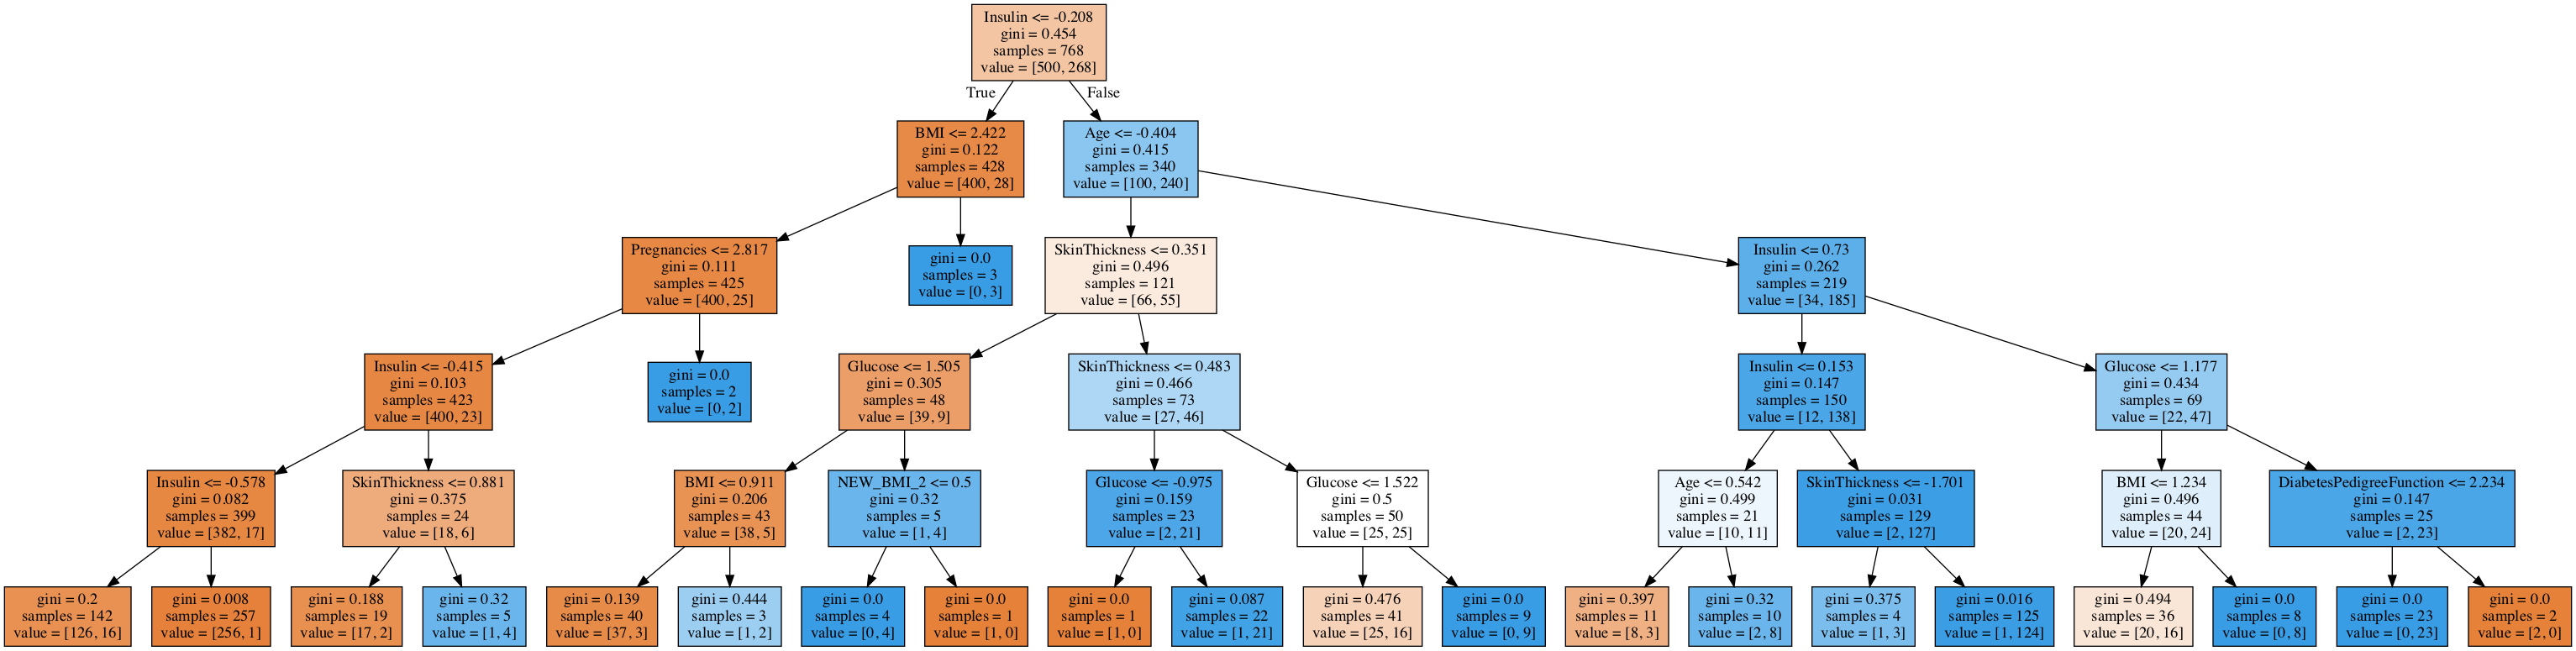 Insulin <= -0.208
gini = 0.454
samples = 768
value = [500, 268]
True
False
BMI <= 2.422
gini = 0.122
samples = 428
value = [400, 28]
Age <= -0.404
gini = 0.415
samples = 340
value = [100, 240]
Pregnancies <= 2.817
gini = 0.111
samples = 425
value = [400, 25]
gini = 0.0
samples = 3
value = [0, 3]
SkinThickness <= 0.351
gini = 0.496
samples = 121
value = [66, 55]
Insulin <= 0.73
gini = 0.262
samples = 219
value = [34, 185]
Insulin <= -0.415
gini = 0.103
samples = 423
value = [400, 23]
gini = 0.0
samples = 2
value = [0, 2]
Glucose <= 1.505
gini = 0.305
samples = 48
value = [39, 9]
SkinThickness <= 0.483
gini = 0.466
samples = 73
value = [27, 46]
Insulin <= 0.153
gini = 0.147
samples = 150
value = [12, 138]
Glucose <= 1.177
gini = 0.434
samples = 69
value = [22, 47]
Insulin <= -0.578
gini = 0.082
samples = 399
value = [382, 17]
SkinThickness <= 0.881
gini = 0.375
samples = 24
value = [18, 6]
BMI <= 0.911
gini = 0.206
samples = 43
value = [38, 5]
NEW_BMI_2 <= 0.5
gini = 0.32
samples = 5
value = [1, 4]
Glucose <= -0.975
gini = 0.159
samples = 23
value = [2, 21]
Glucose <= 1.522
gini = 0.5
samples = 50
value = [25, 25]
Age <= 0.542
gini = 0.499
samples = 21
value = [10, 11]
SkinThickness <= -1.701
gini = 0.031
samples = 129
value = [2, 127]
BMI <= 1.234
gini = 0.496
samples = 44
value = [20, 24]
DiabetesPedigreeFunction <= 2.234
gini = 0.147
samples = 25
value = [2, 23]
gini = 0.2
samples = 142
value = [126, 16]
gini = 0.008
samples = 257
value = [256, 1]
gini = 0.188
samples = 19
value = [17, 2]
gini = 0.32
samples = 5
value = [1, 4]
gini = 0.139
samples = 40
value = [37, 3]
gini = 0.444
samples = 3
value = [1, 2]
gini = 0.0
samples = 4
value = [0, 4]
gini = 0.0
samples = 1
value = [1, 0]
gini = 0.0
samples = 1
value = [1, 0]
gini = 0.087
samples = 22
value = [1, 21]
gini = 0.476
samples = 41
value = [25, 16]
gini = 0.0
samples = 9
value = [0, 9]
gini = 0.397
samples = 11
value = [8, 3]
gini = 0.32
samples = 10
value = [2, 8]
gini = 0.375
samples = 4
value = [1, 3]
gini = 0.016
samples = 125
value = [1, 124]
gini = 0.494
samples = 36
value = [20, 16]
gini = 0.0
samples = 8
value = [0, 8]
gini = 0.0
samples = 23
value = [0, 23]
gini = 0.0
samples = 2
value = [2, 0]